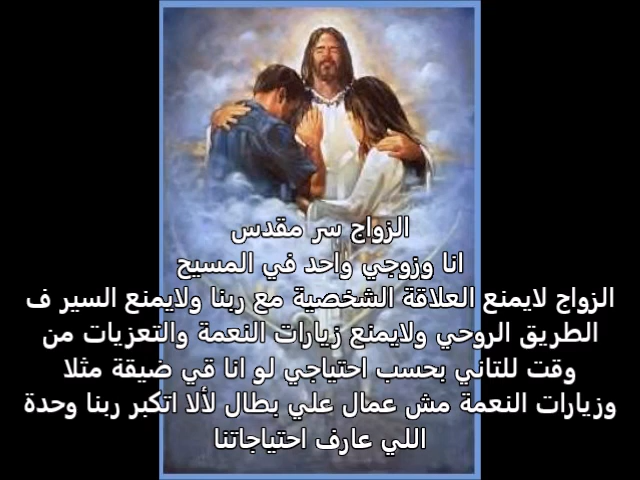 الزواج سر مقدس
انا وزوجي واحد في المسيح
الزواج لايمنع العلاقة الشخصية مع ربنا ولايمنع السير ف
الطريق الروحي ولايمنع زيارات النعمة والتعزيات من
وقت للتاني بحسب احتياجي لو انا قي ضيقة مثلا
وزيارات النعمة مش عمال علي بطال لألا اتكبر ربنا وحدة
اللي عارف احتياجاتنا